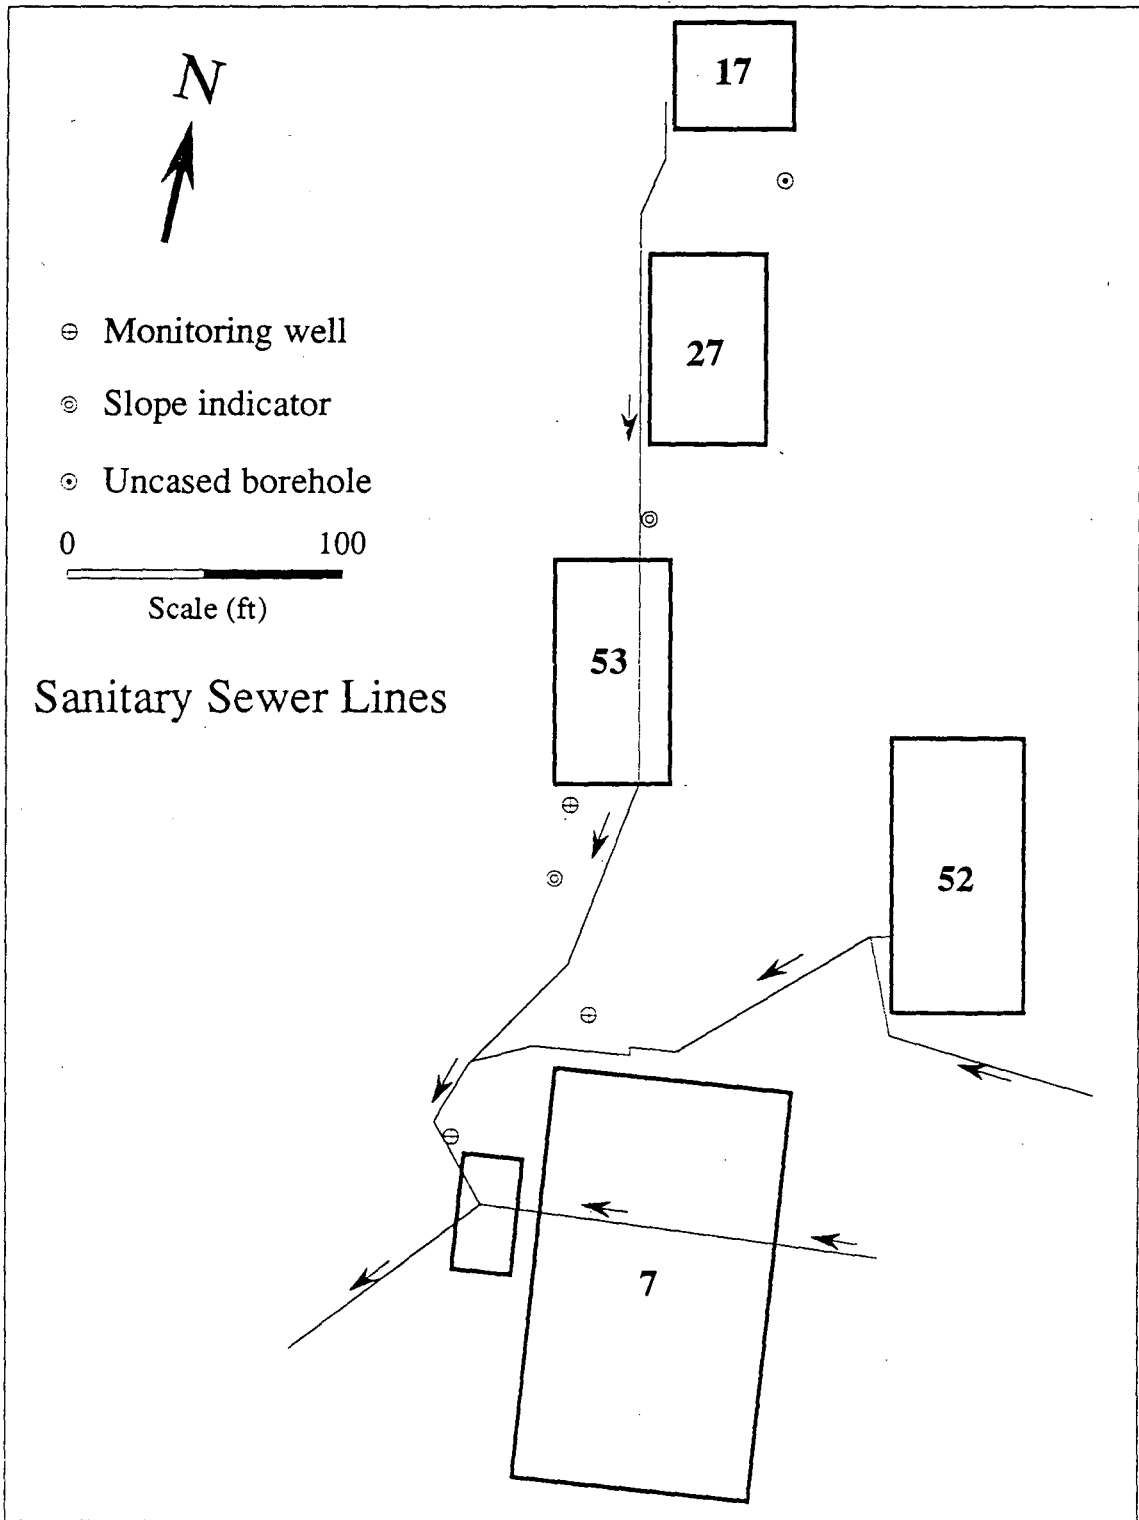 N
17
27
Monitoring well
Slope indicator
Uncased borehole
0 100
Scale (ft)
53
Sanitary Sewer Lines
52
7